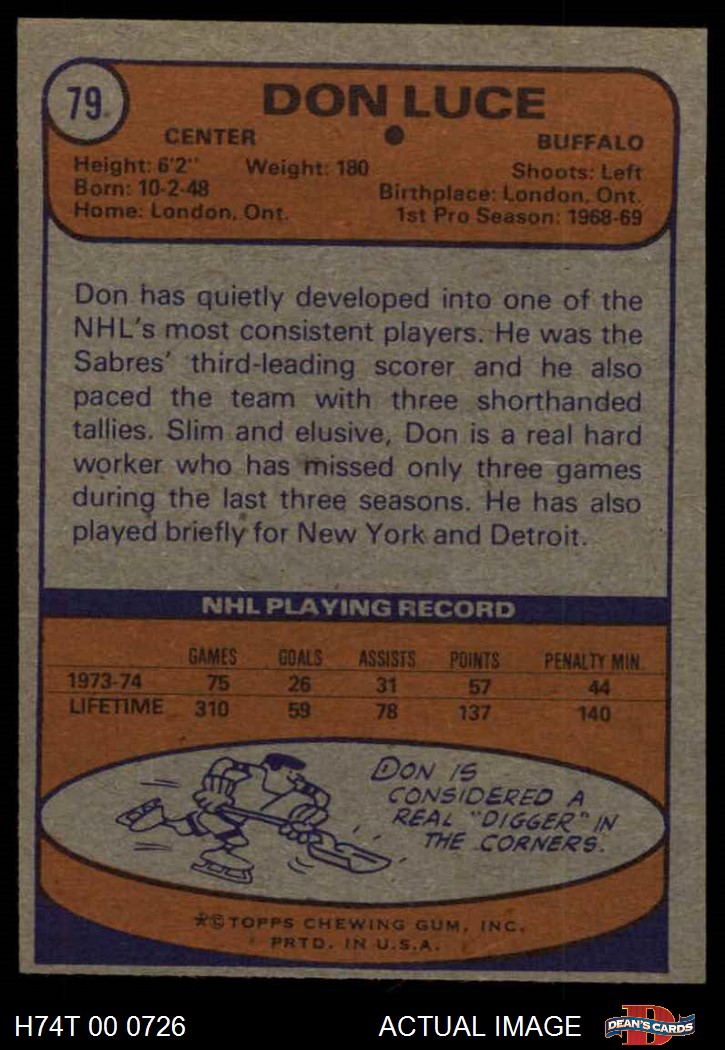 79
DON LUCE
CENTER
BUFFALO
Height: 6'2" Weight: 180 Shoots: Left
Born: 10-2-48 Birthplace: London, Ont.
Home: London, Ont. 1st Pro Season: 1968-69
Don has quietly developed into one of the
NHL's most consistent players. He was the
Sabres' third-leading scorer and he also
paced the team with three shorthanded
tallies. Slim and elusive, Don is a real hard
worker who has missed only three games
during the last three seasons. He has also
played briefly for New York and Detroit.
NHL PLAYING RECORD
GAMES GOALS ASSISTS POINTS PENALTY MIN.
1973-74 75 26 31 57 44
LIFETIME 310 59 78 137 140
DON IS
CONSIDERED A
REAL "DIGGER" IN
THE CORNERS.
*©TOPPS CHEWING GUM, INC.
PRTD. IN U.S.A.
H74T 00 0726 ACTUAL IMAGE
D
DEAN'S CARDS